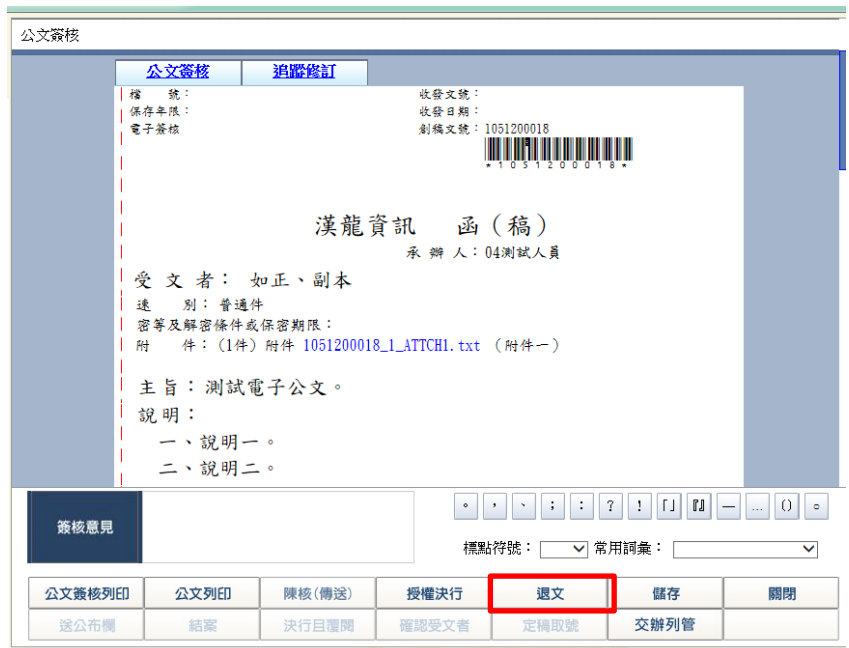 公文簽核
公文簽核 追蹤修訂
檔 號：
收發文號：
保存年限：
收發日期：
電子簽核
創稿文號：1051200018
*1051200018*
漢龍資訊 函（稿）
承 辦 人：04測試人員
受 文 者： 如正、副本
速 別：普通件
密等及解密條件或保密期限：
附 件：(1件) 附件 1051200018_1_ATTCH1.txt （附件一）
主旨：測試電子公文。
說明：
一、說明一。
二、說明二。
簽核意見
。 ， 、 ； ： ？ ！ 「」 『』 — … () ○
標點符號： 常用詞彙：
公文簽核列印 公文列印 陳核(傳送) 授權決行 退文 儲存 關閉
送公布欄 結案 決行且覆閱 確認受文者 定稿取號 交辦列管